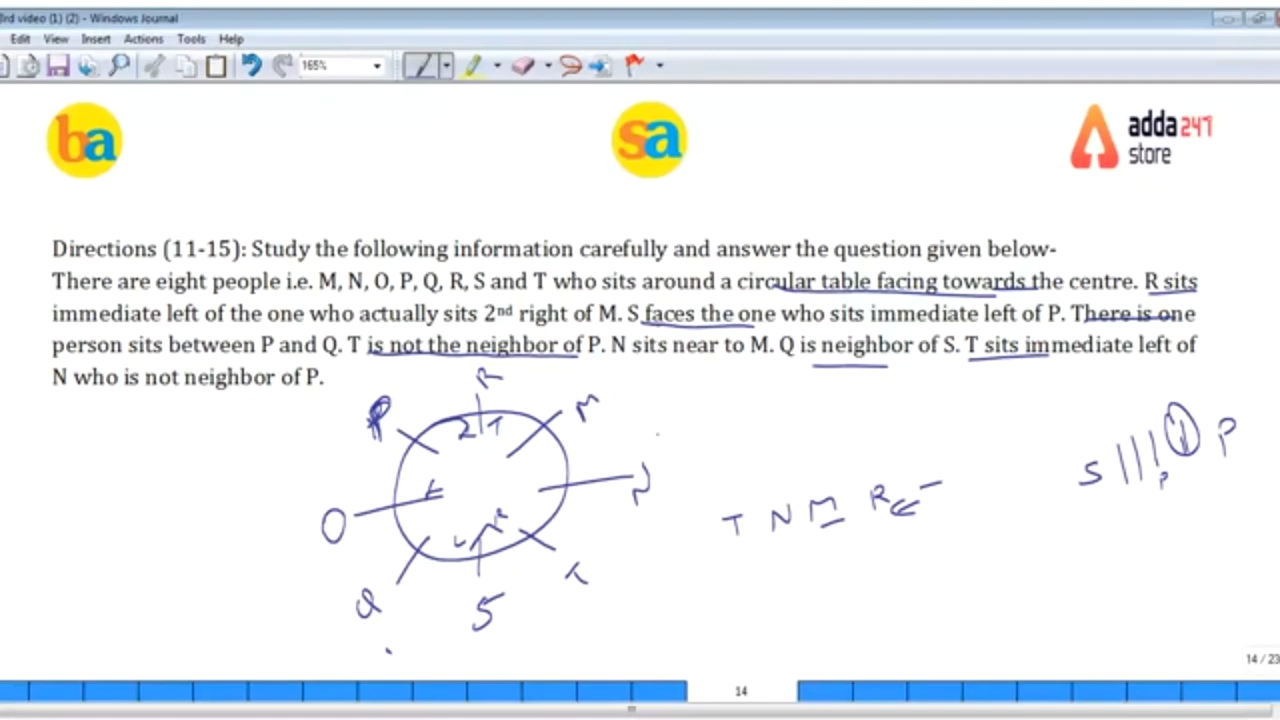 3rd video (1) (2) - Windows Journal
Edit View Insert Actions Tools Help
165%
ba
sa
adda247
store
Directions (11-15): Study the following information carefully and answer the question given below-
There are eight people i.e. M, N, O, P, Q, R, S and T who sits around a circular table facing towards the centre. R sits
immediate left of the one who actually sits 2nd right of M. S faces the one who sits immediate left of P. There is one
person sits between P and Q. T is not the neighbor of P. N sits near to M. Q is neighbor of S. T sits immediate left of
N who is not neighbor of P.
R
P M
2 1
O N
T N M R
S P
P
Q S T
14 / 23
14